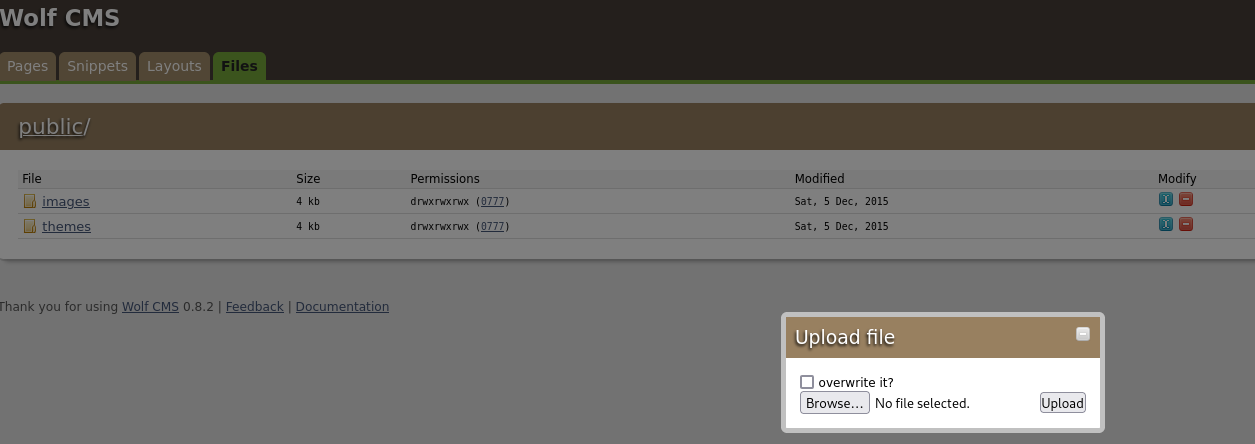 Wolf CMS
Pages Snippets Layouts Files
public/
File Size Permissions Modified Modify
images 4 kb drwxrwxrwx (0777) Sat, 5 Dec, 2015
themes 4 kb drwxrwxrwx (0777) Sat, 5 Dec, 2015
Thank you for using Wolf CMS 0.8.2 | Feedback | Documentation
Upload file
overwrite it?
Browse... No file selected. Upload